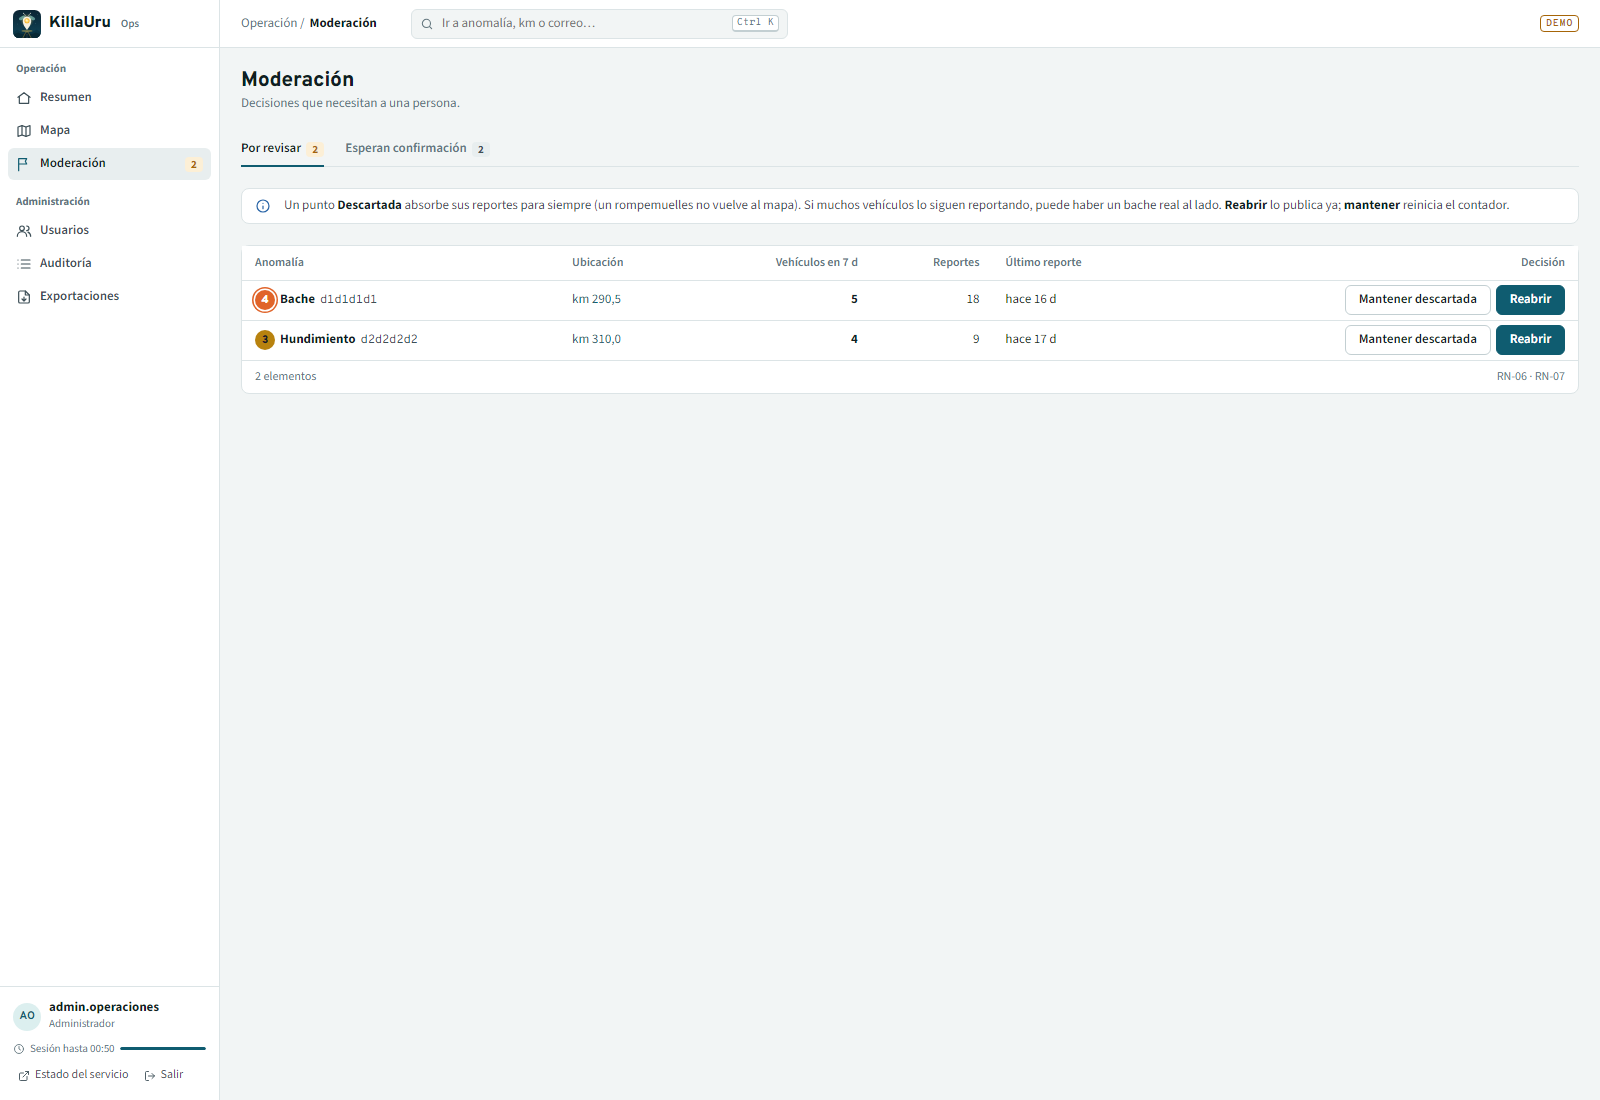 KillaUru Ops
Operación / Moderación
Ir a anomalía, km o correo…
Ctrl K
DEMO
Operación
Resumen
Mapa
Moderación 2
Administración
Usuarios
Auditoría
Exportaciones
Moderación
Decisiones que necesitan a una persona.
Por revisar 2 Esperan confirmación 2
Un punto Descartada absorbe sus reportes para siempre (un rompemuelles no vuelve al mapa). Si muchos vehículos lo siguen reportando, puede haber un bache real al lado. Reabrir lo publica ya; mantener reinicia el contador.
Anomalía Ubicación Vehículos en 7 d Reportes Último reporte Decisión
4 Bache d1d1d1d1 km 290,5 5 18 hace 16 d Mantener descartada Reabrir
3 Hundimiento d2d2d2d2 km 310,0 4 9 hace 17 d Mantener descartada Reabrir
2 elementos RN-06 · RN-07
AO admin.operaciones
Administrador
Sesión hasta 00:50
Estado del servicio Salir